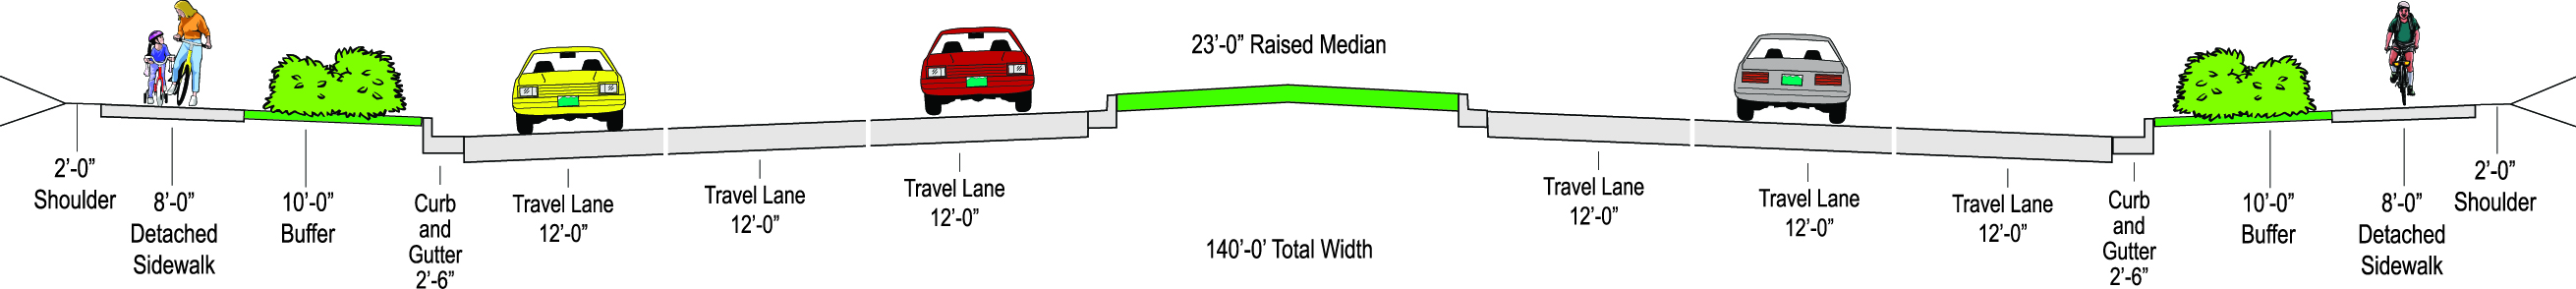 23’-0” Raised Median
2’-0”
Shoulder
8’-0”
Detached
Sidewalk
10’-0”
Buffer
Curb
and
Gutter
2’-6”
Travel Lane
12’-0”
Travel Lane
12’-0”
Travel Lane
12’-0”
140’-0’ Total Width
Travel Lane
12’-0”
Travel Lane
12’-0”
Travel Lane
12’-0”
Curb
and
Gutter
2’-6”
10’-0”
Buffer
8’-0”
Detached
Sidewalk
2’-0”
Shoulder